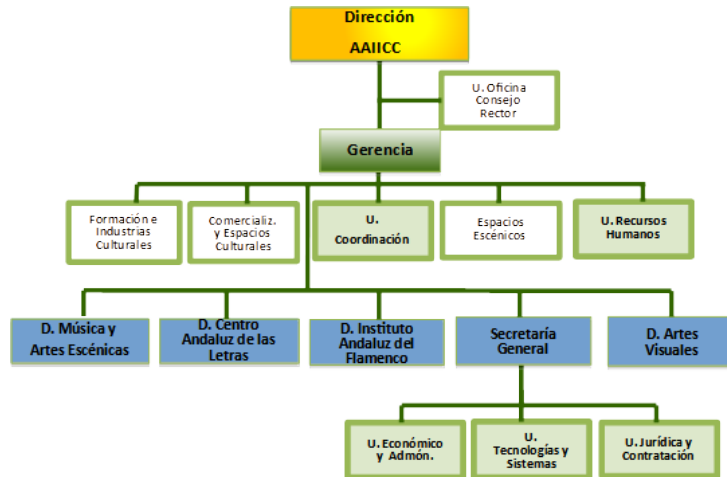 Dirección
AAIICC
U. Oficina
Consejo
Rector
Gerencia
Formación e
Industrias
Culturales
Comercializ.
y Espacios
Culturales
U.
Coordinación
Espacios
Escénicos
U. Recursos
Humanos
D. Música y
Artes Escénicas
D. Centro
Andaluz de las
Letras
D. Instituto
Andaluz del
Flamenco
Secretaría
General
D. Artes
Visuales
U. Económico
y Admón.
U.
Tecnologías y
Sistemas
U. Jurídica y
Contratación